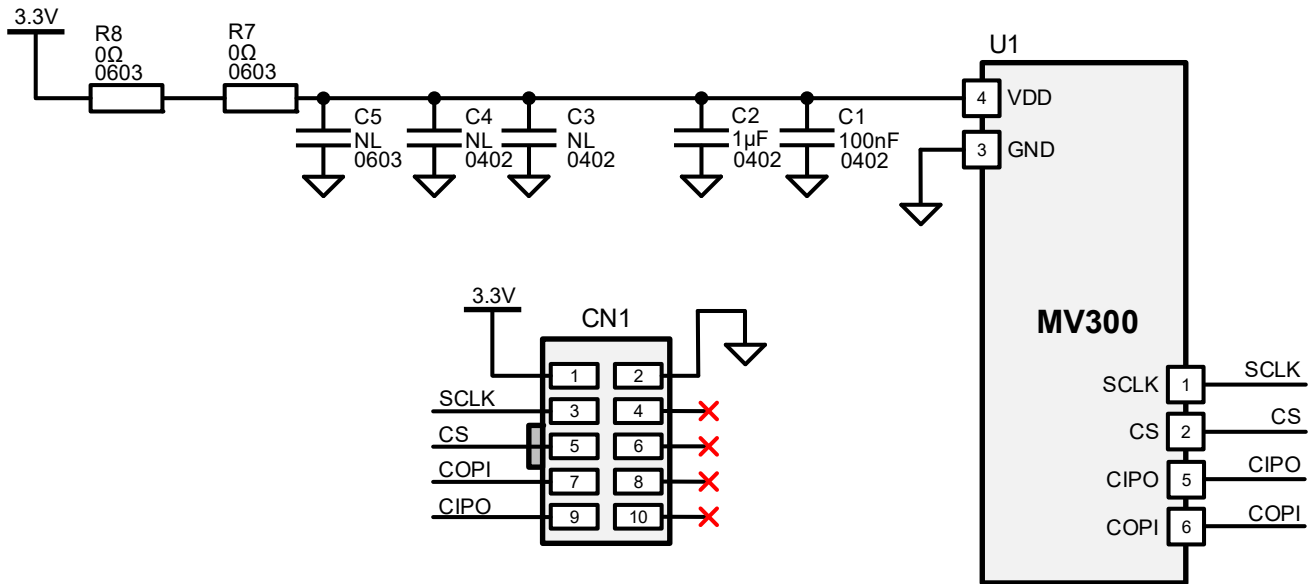 3.3V
R8
0Ω
0603
R7
0Ω
0603
C5
NL
0603
C4
NL
0402
C3
NL
0402
C2
1µF
0402
C1
100nF
0402
U1
4 VDD
3 GND
MV300
SCLK 1 SCLK
CS 2 CS
CIPO 5 CIPO
COPI 6 COPI
3.3V
CN1
1 2
SCLK 3 4
CS 5 6
COPI 7 8
CIPO 9 10